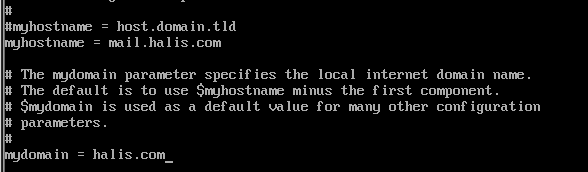 #
#myhostname = host.domain.tld
myhostname = mail.halis.com
# The mydomain parameter specifies the local internet domain name.
# The default is to use $myhostname minus the first component.
# $mydomain is used as a default value for many other configuration
# parameters.
#
mydomain = halis.com_